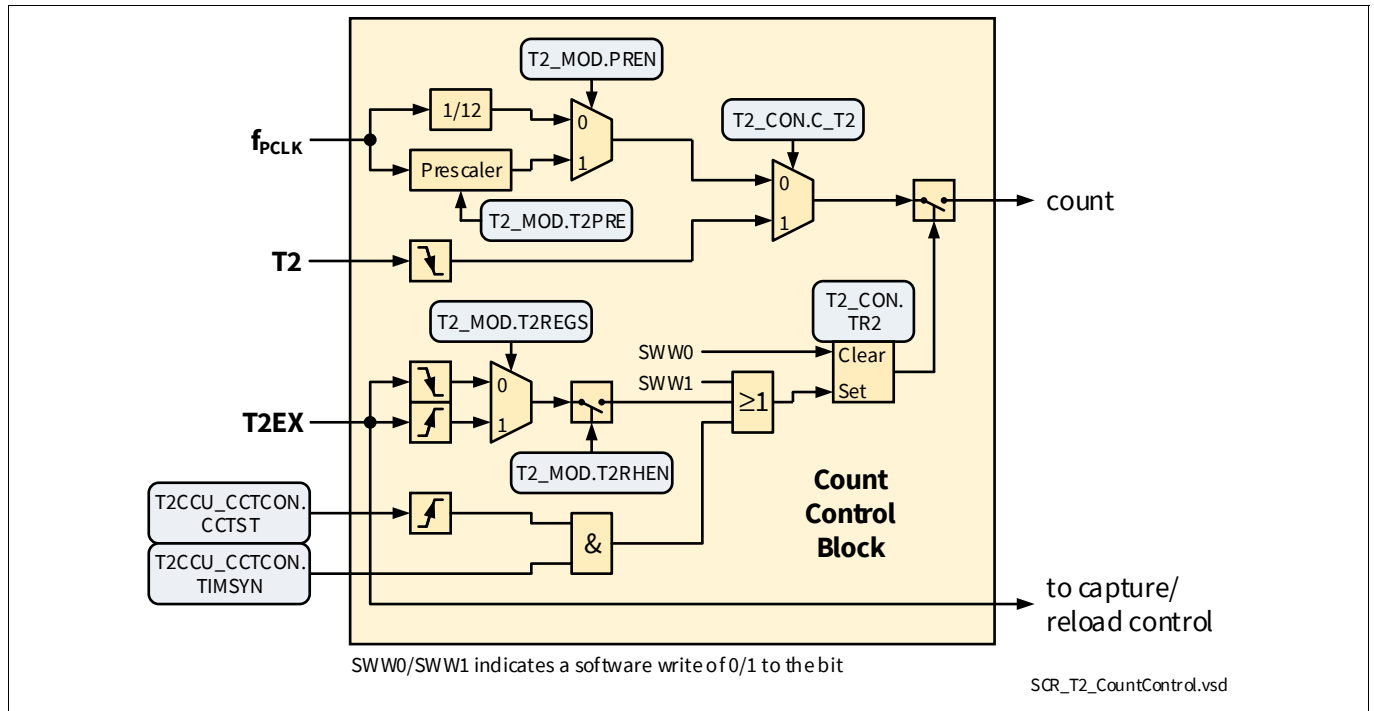 T2_MOD.PREN
1/12
0
T2_CON.C_T2
fPCLK
1
Prescaler
0
count
T2_MOD.T2PRE
1
T2
T2_CON.
TR2
T2_MOD.T2REGS
SWW0
Clear
0
SWW1
≥1
Set
T2EX
1
T2_MOD.T2RHEN
Count
Control
Block
T2CCU_CCTCON.
CCTST
&
T2CCU_CCTCON.
TIMSYN
to capture/
reload control
SWW0/SWW1 indicates a software write of 0/1 to the bit
SCR_T2_CountControl.vsd